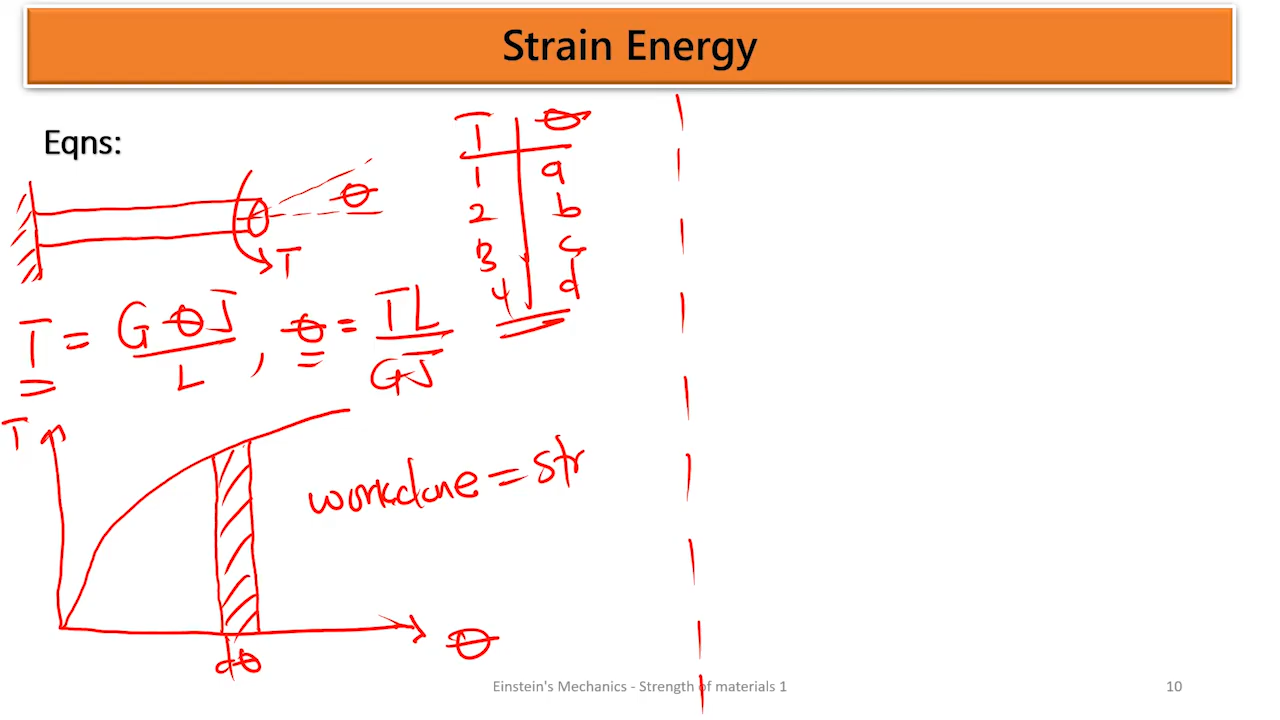 Strain Energy
Eqns:
T θ
1 a
2 b
3 c
4 d
θ
T
T = GθJ/L , θ = TL/GJ
T
workdone = str
θ
dθ
Einstein's Mechanics - Strength of materials 1
10